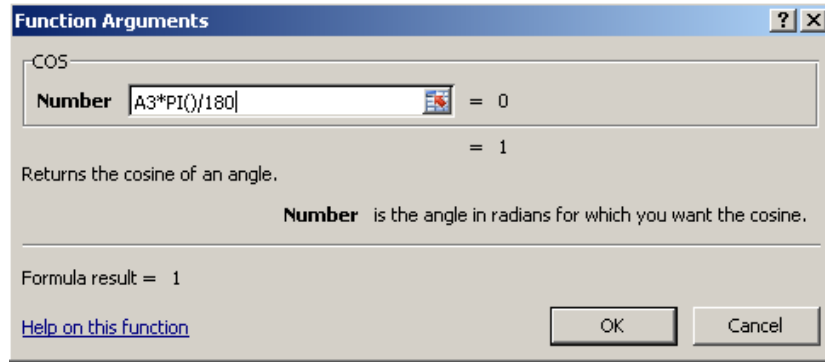 Function Arguments
COS
Number A3*PI()/180 = 0
= 1
Returns the cosine of an angle.
Number is the angle in radians for which you want the cosine.
Formula result = 1
Help on this function OK Cancel